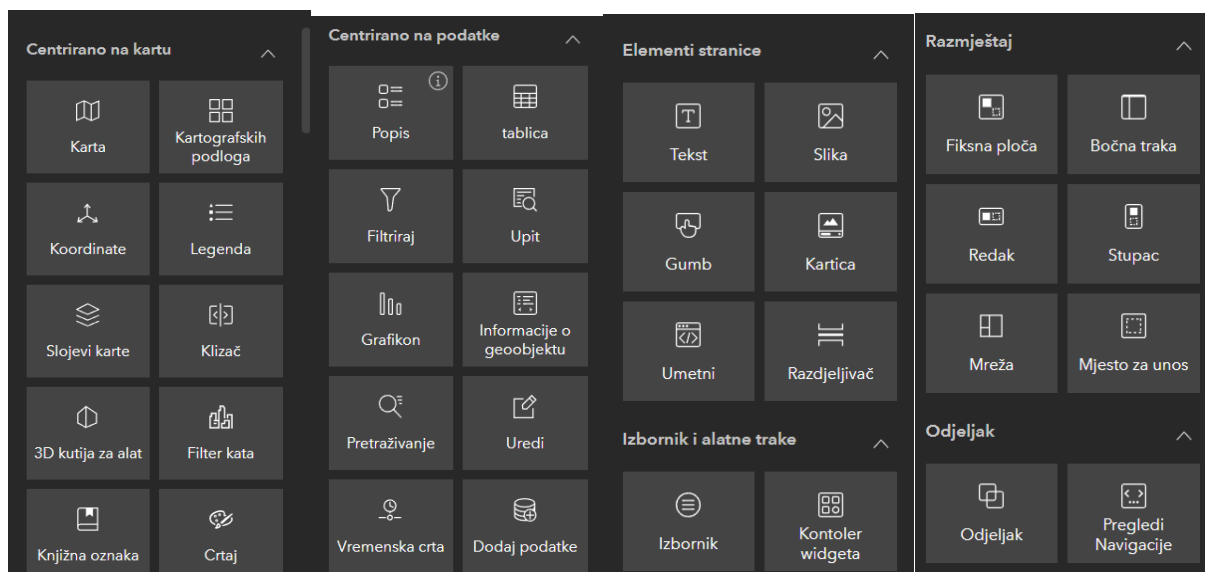 Centrirano na kartu
Karta
Kartografskih
podloga
Koordinate
Legenda
Slojevi karte
Klizač
3D kutija za alat
Filter kata
Knjižna oznaka
Crtaj
Centrirano na podatke
Popis
tablica
Filtriraj
Upit
Grafikon
Informacije o
geoobjektu
Pretraživanje
Uredi
Vremenska crta
Dodaj podatke
Elementi stranice
Tekst
Slika
Gumb
Kartica
Umetni
Razdjeljivač
Izbornik i alatne trake
Izbornik
Kontoler
widgeta
Razmještaj
Fiksna ploča
Bočna traka
Redak
Stupac
Mreža
Mjesto za unos
Odjeljak
Odjeljak
Pregledi
Navigacije